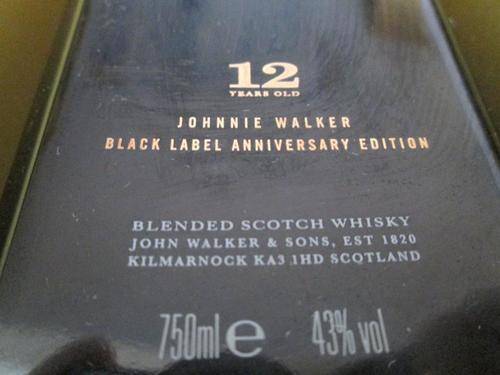 12
YEARS OLD
JOHNNIE WALKER
BLACK LABEL ANNIVERSARY EDITION
BLENDED SCOTCH WHISKY
JOHN WALKER & SONS, EST 1820
KILMARNOCK KA3 1HD SCOTLAND
750ml e 43% vol